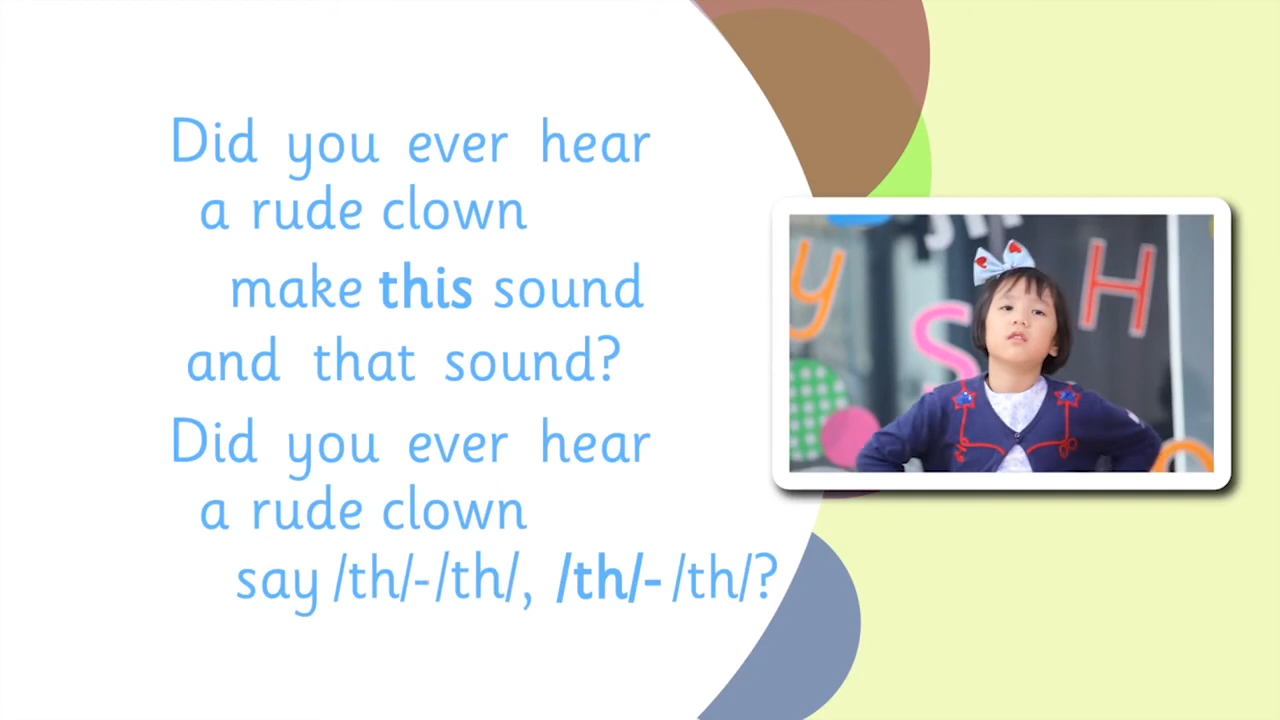 Did you ever hear
a rude clown
make this sound
and that sound?
Did you ever hear
a rude clown
say /th/-/th/, /th/- /th/?
y
S
H